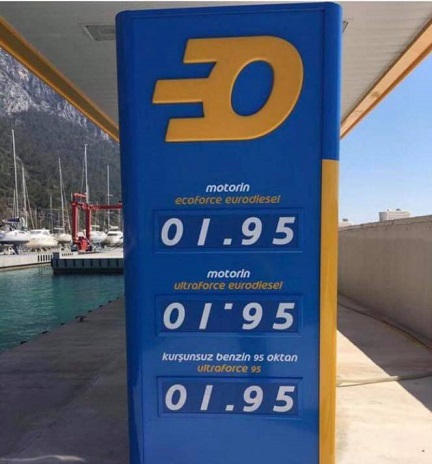 motorin
ecoforce eurodiesel
01.95
motorin
ultraforce eurodiesel
01.95
kurşunsuz benzin 95 oktan
ultraforce 95
01.95